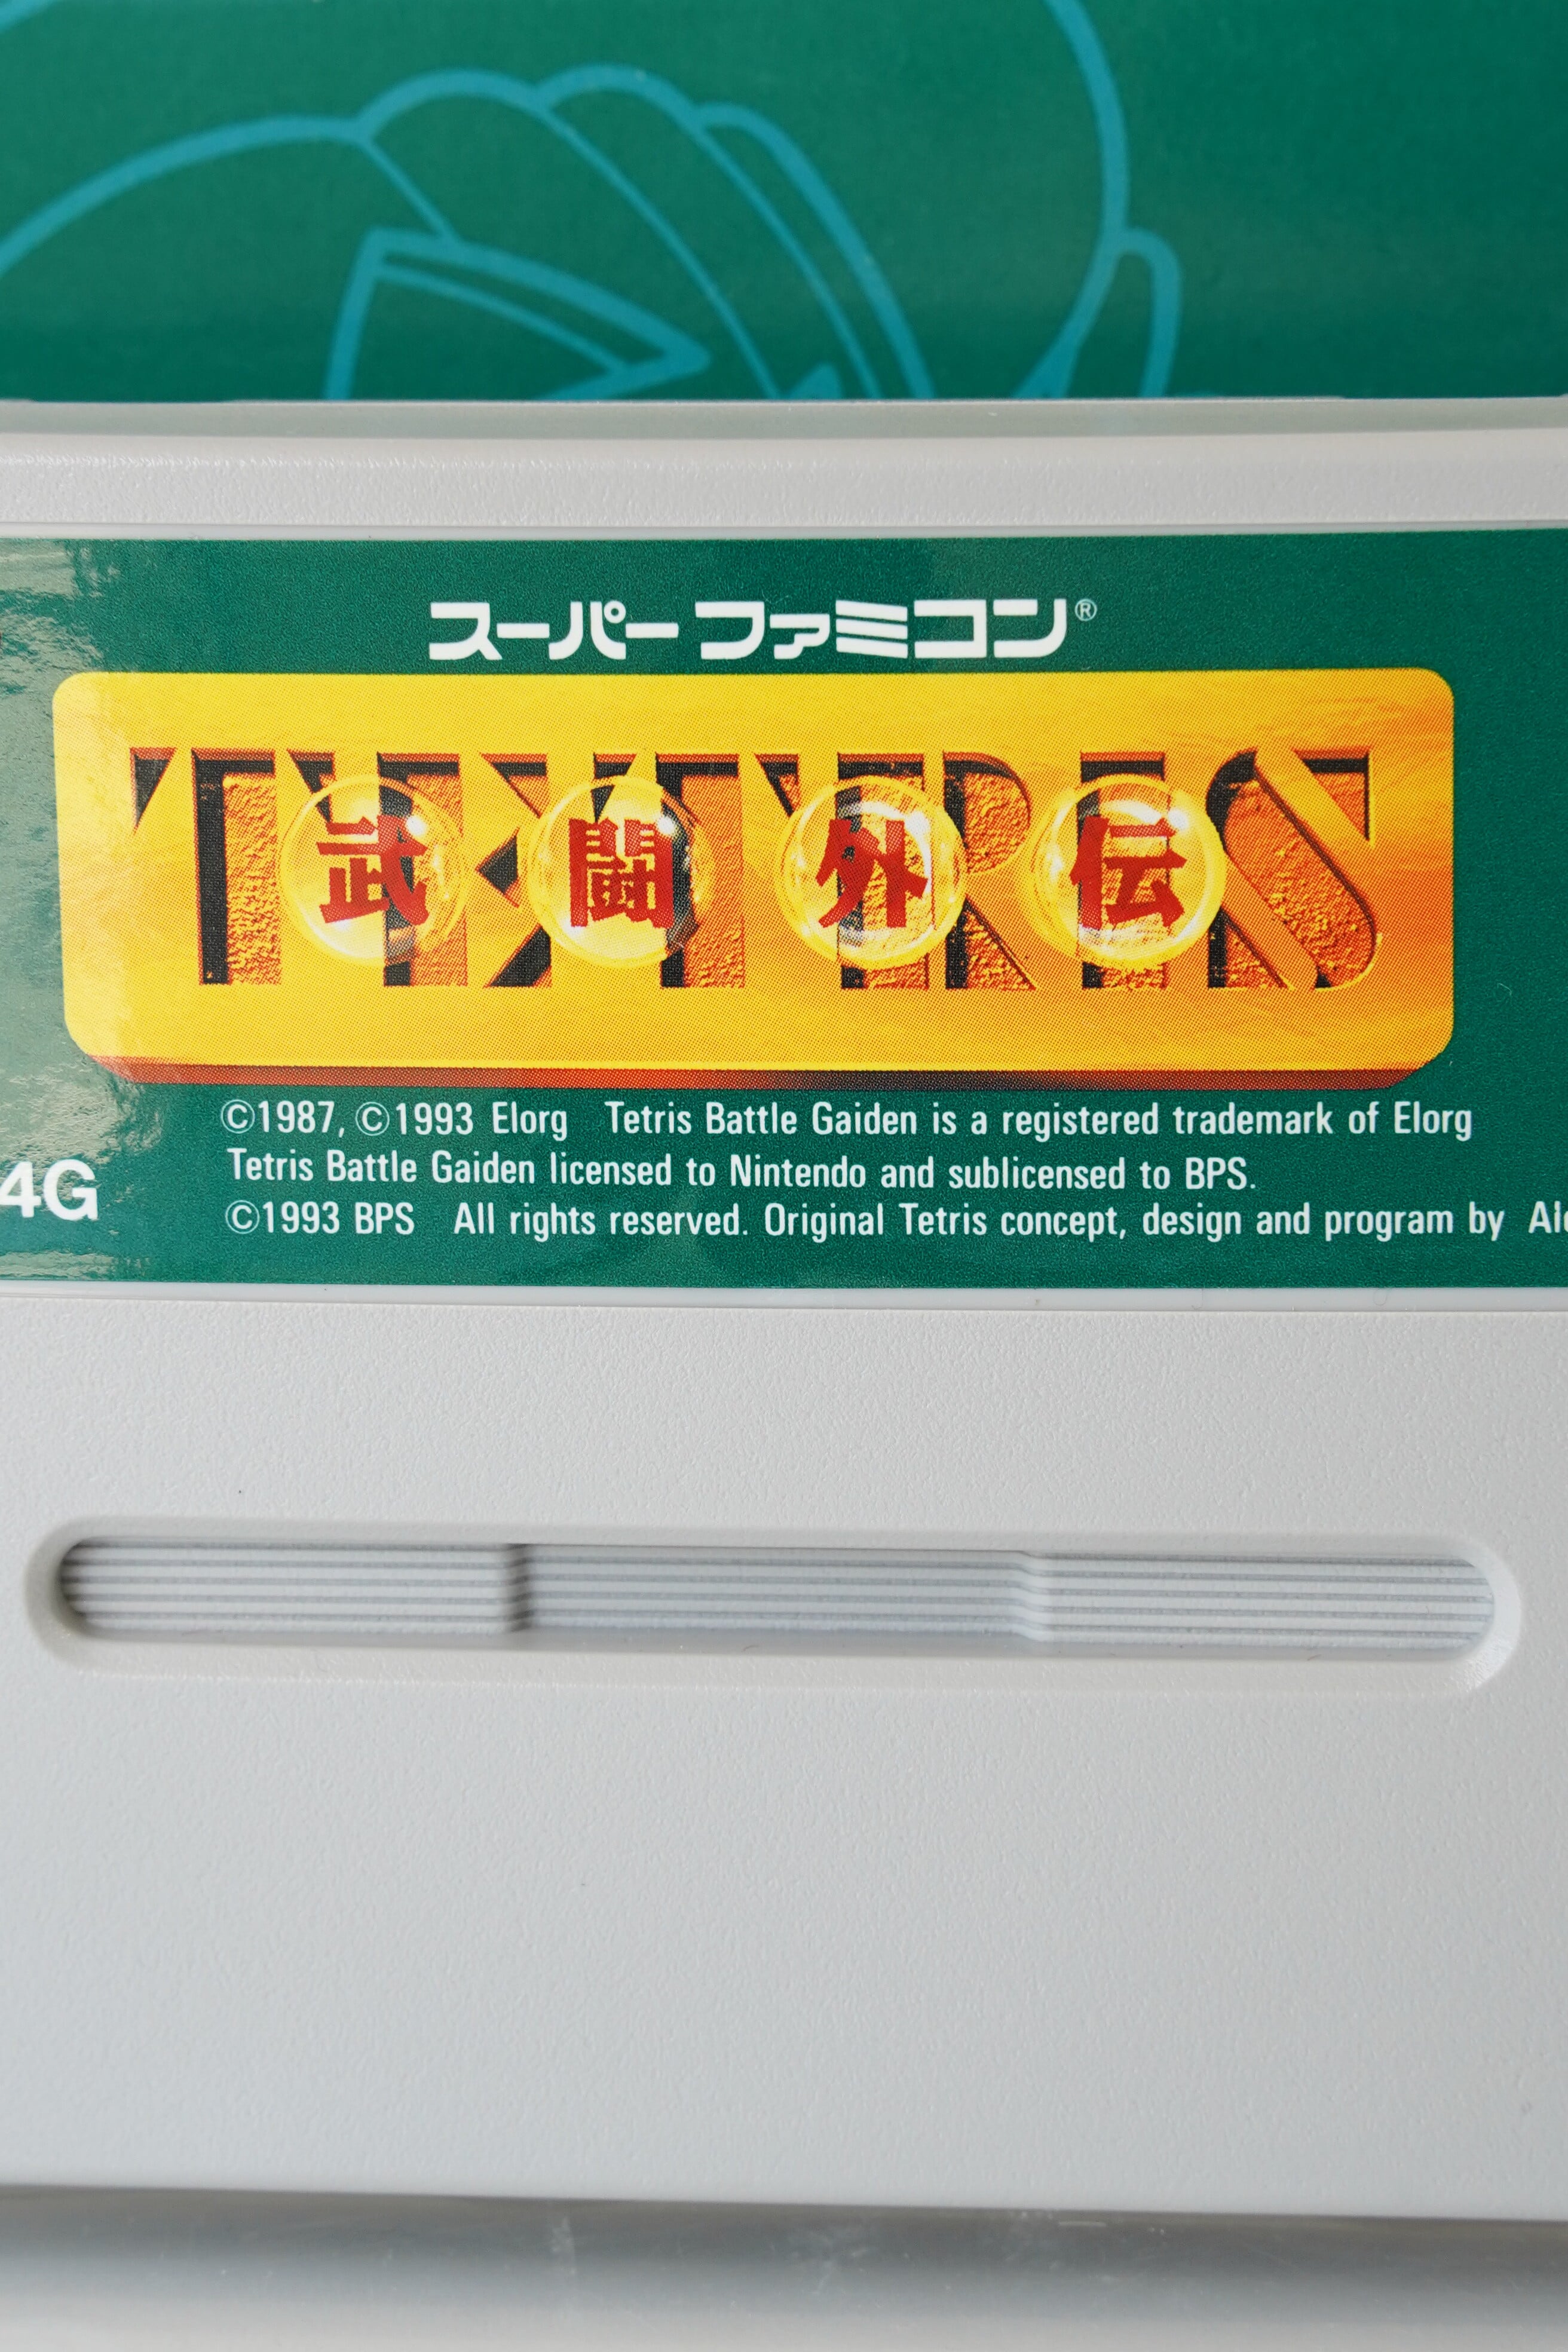 スーパーファミコン®
TETRIS
武闘外伝
©1987, ©1993 Elorg Tetris Battle Gaiden is a registered trademark of Elorg
Tetris Battle Gaiden licensed to Nintendo and sublicensed to BPS.
4G
©1993 BPS All rights reserved. Original Tetris concept, design and program by